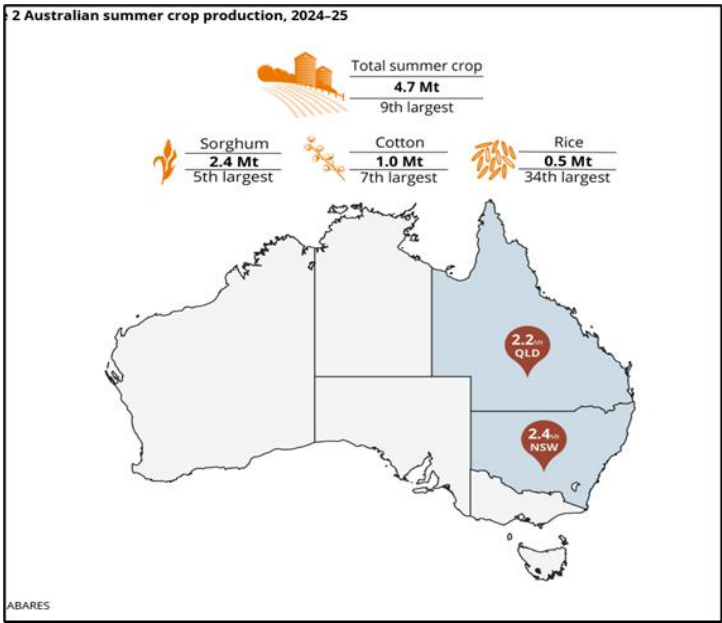 2 Australian summer crop production, 2024–25
Total summer crop
4.7 Mt
9th largest
Sorghum
2.4 Mt
5th largest
Cotton
1.0 Mt
7th largest
Rice
0.5 Mt
34th largest
2.2Mt
QLD
2.4Mt
NSW
ABARES